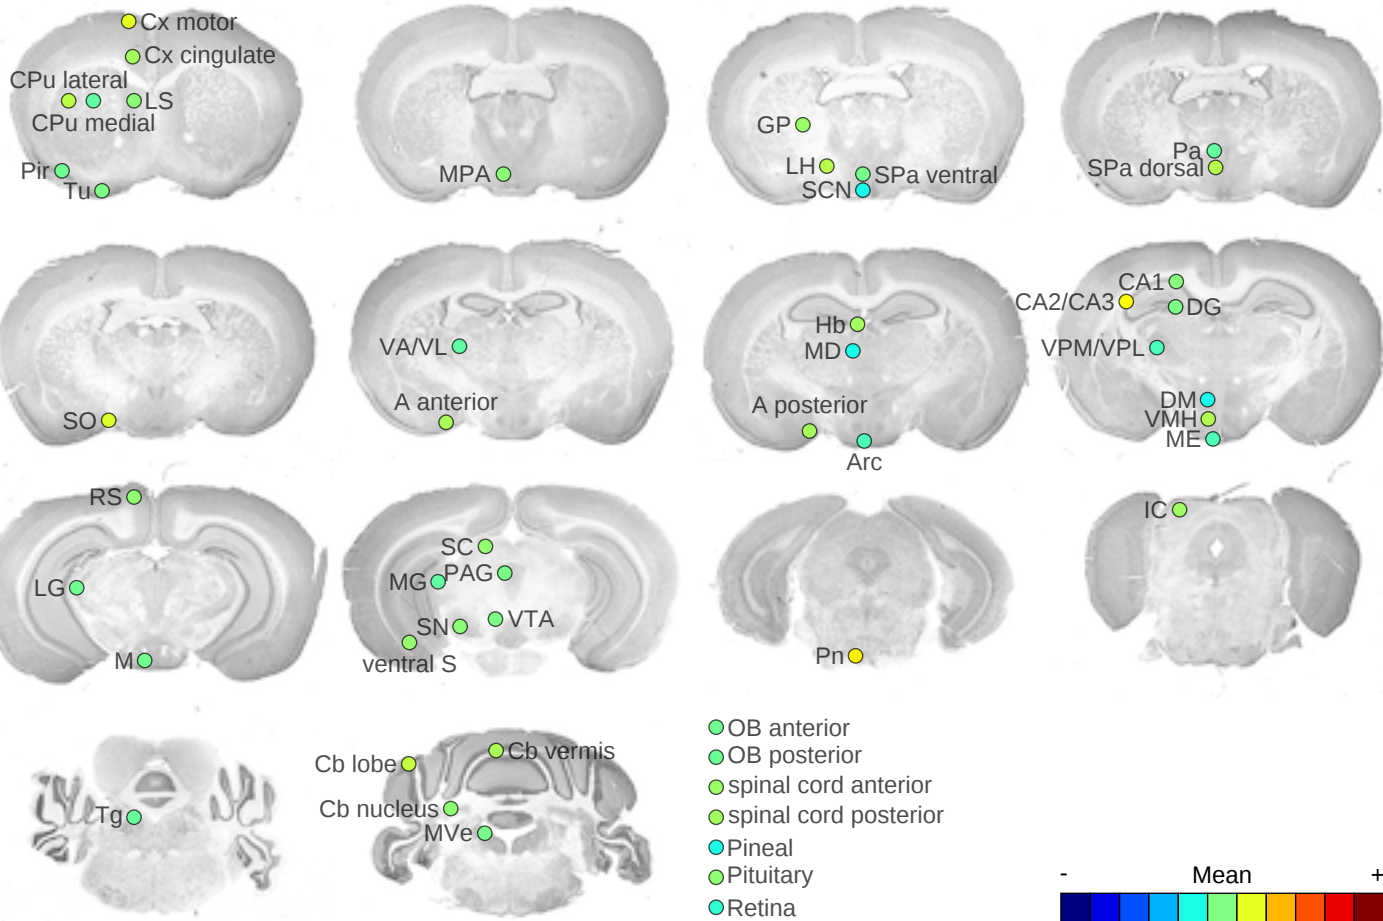 Cx motor
Cx cingulate
CPu lateral
LS
CPu medial
Pir
Tu
MPA
GP
LH
SPa ventral
SCN
Pa
SPa dorsal
SO
VA/VL
A anterior
Hb
MD
A posterior
Arc
CA1
CA2/CA3
DG
VPM/VPL
DM
VMH
ME
RS
LG
M
SC
PAG
MG
VTA
SN
ventral S
Pn
IC
Tg
Cb lobe
Cb vermis
Cb nucleus
MVe
OB anterior
OB posterior
spinal cord anterior
spinal cord posterior
Pineal
Pituitary
Retina
- Mean +